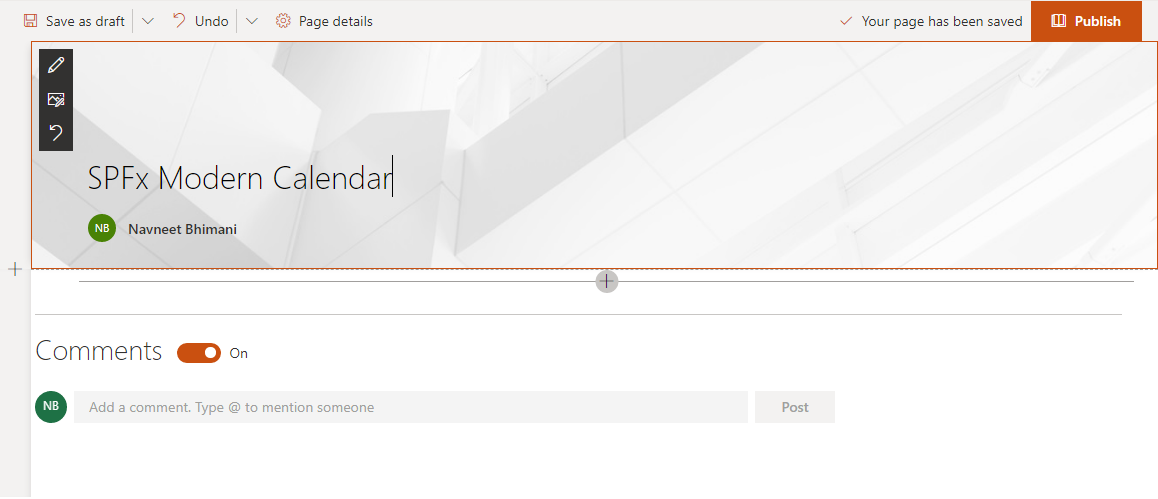 Save as draft Undo Page details Your page has been saved Publish
SPFx Modern Calendar
NB Navneet Bhimani
Comments On
NB Add a comment. Type @ to mention someone Post